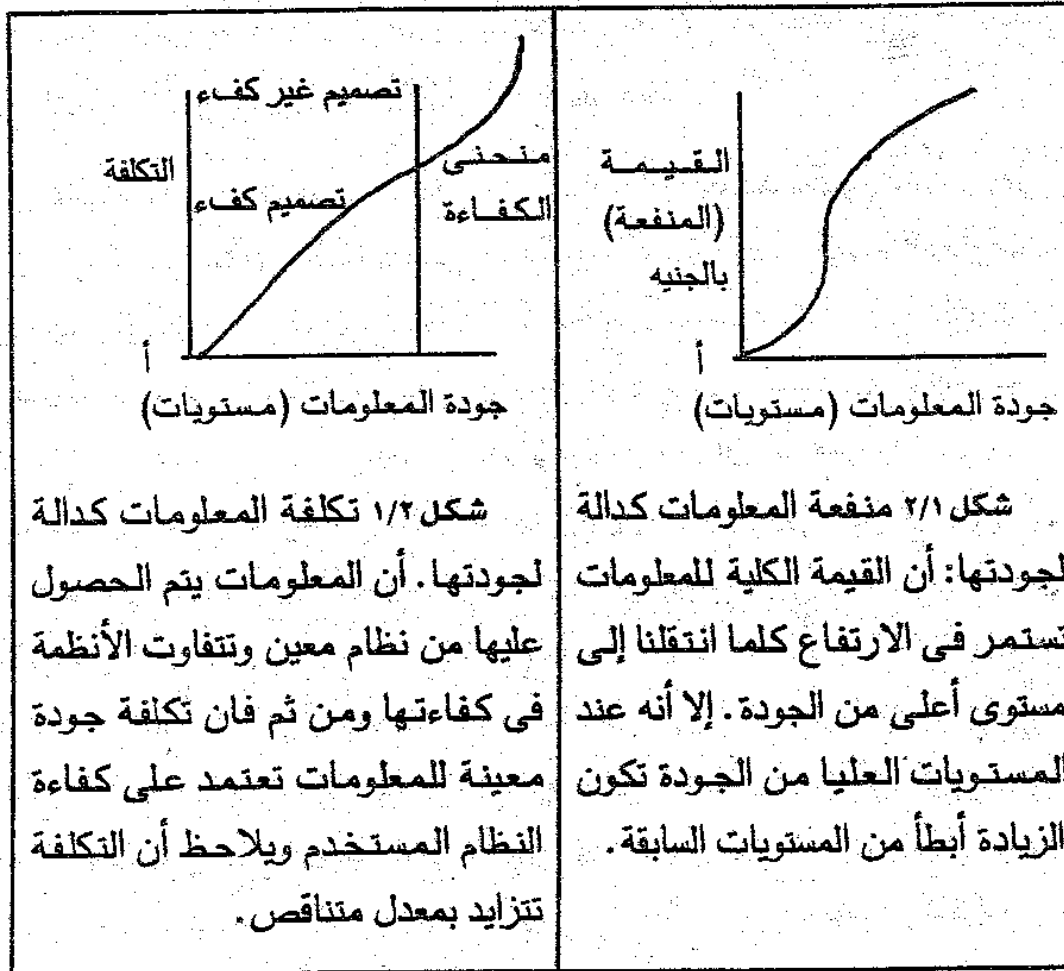 القيمة
(المنفعة)
بالجنيه
أ
جودة المعلومات (مستويات)
شكل ٢/١ منفعة المعلومات كدالة
لجودتها: أن القيمة الكلية للمعلومات
تستمر فى الارتفاع كلما انتقلنا إلى
مستوى أعلى من الجودة. إلا أنه عند
المستويات العليا من الجودة تكون
الزيادة أبطأ من المستويات السابقة.
تصميم غير كفء
منحنى
الكفاءة
التكلفة
تصميم كفء
أ
جودة المعلومات (مستويات)
شكل ١/٢ تكلفة المعلومات كدالة
لجودتها. أن المعلومات يتم الحصول
عليها من نظام معين وتتفاوت الأنظمة
فى كفاءتها ومن ثم فان تكلفة جودة
معينة للمعلومات تعتمد على كفاءة
النظام المستخدم ويلاحظ أن التكلفة
تتزايد بمعدل متناقص.